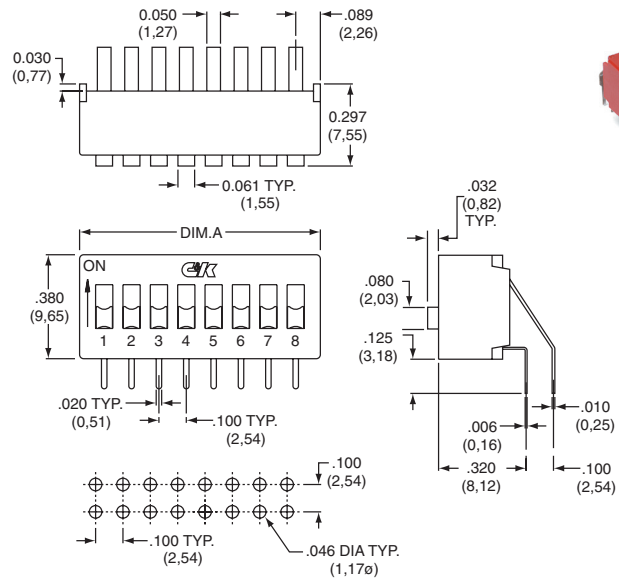 0.050
(1,27)
.089
(2,26)
0.030
(0,77)
0.297
(7,55)
0.061 TYP.
(1,55)
.032
(0,82)
TYP.
DIM.A
ON
C&K
.380
(9,65)
1 2 3 4 5 6 7 8
.080
(2,03)
.125
(3,18)
.020 TYP.
(0,51)
.100 TYP.
(2,54)
.010
(0,25)
.006
(0,16)
.320
(8,12)
.100
(2,54)
.100
(2,54)
.100 TYP.
(2,54)
.046 DIA TYP.
(1,17ø)